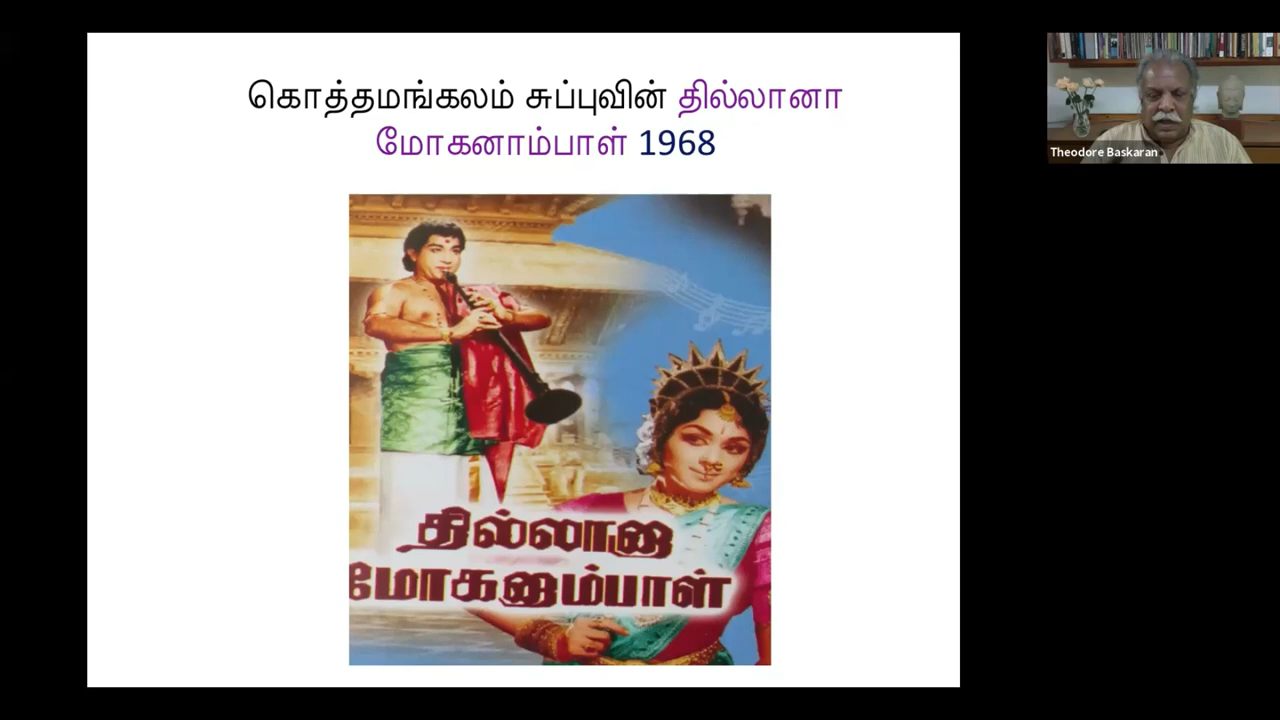 கொத்தமங்கலம் சுப்புவின் தில்லானா
மோகனாம்பாள் 1968
தில்லானா
மோகனாம்பாள்
Theodore Baskaran